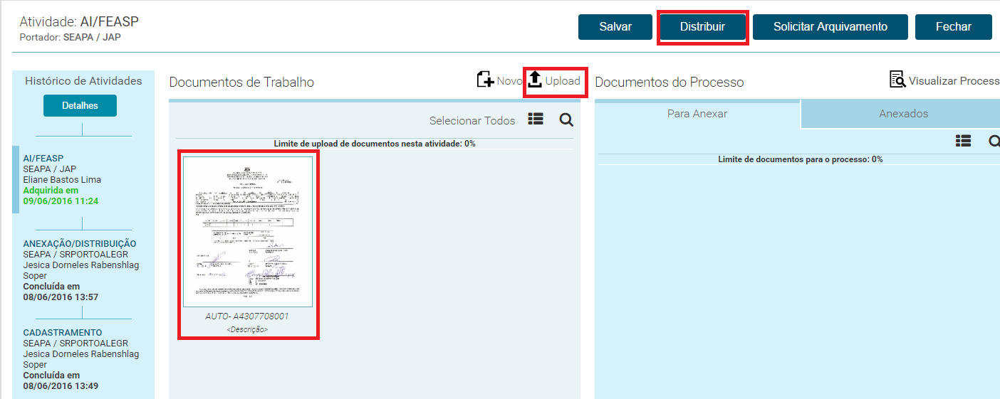 Atividade: AI/FEASP
Portador: SEAPA / JAP
Salvar
Distribuir
Solicitar Arquivamento
Fechar
Histórico de Atividades
Detalhes
AI/FEASP
SEAPA / JAP
Eliane Bastos Lima
Adquirida em
09/06/2016 11:24
ANEXAÇÃO/DISTRIBUIÇÃO
SEAPA / SRPORTOALEGR
Jesica Dorneles Rabenshlag
Soper
Concluída em
08/06/2016 13:57
CADASTRAMENTO
SEAPA / SRPORTOALEGR
Jesica Dorneles Rabenshlag
Soper
Concluída em
08/06/2016 13:49
Documentos de Trabalho
Novo
Upload
Selecionar Todos
Limite de upload de documentos nesta atividade: 0%
AUTO- A4307708001
<Descrição>
Documentos do Processo
Visualizar Process
Para Anexar
Anexados
Limite de documentos para o processo: 0%